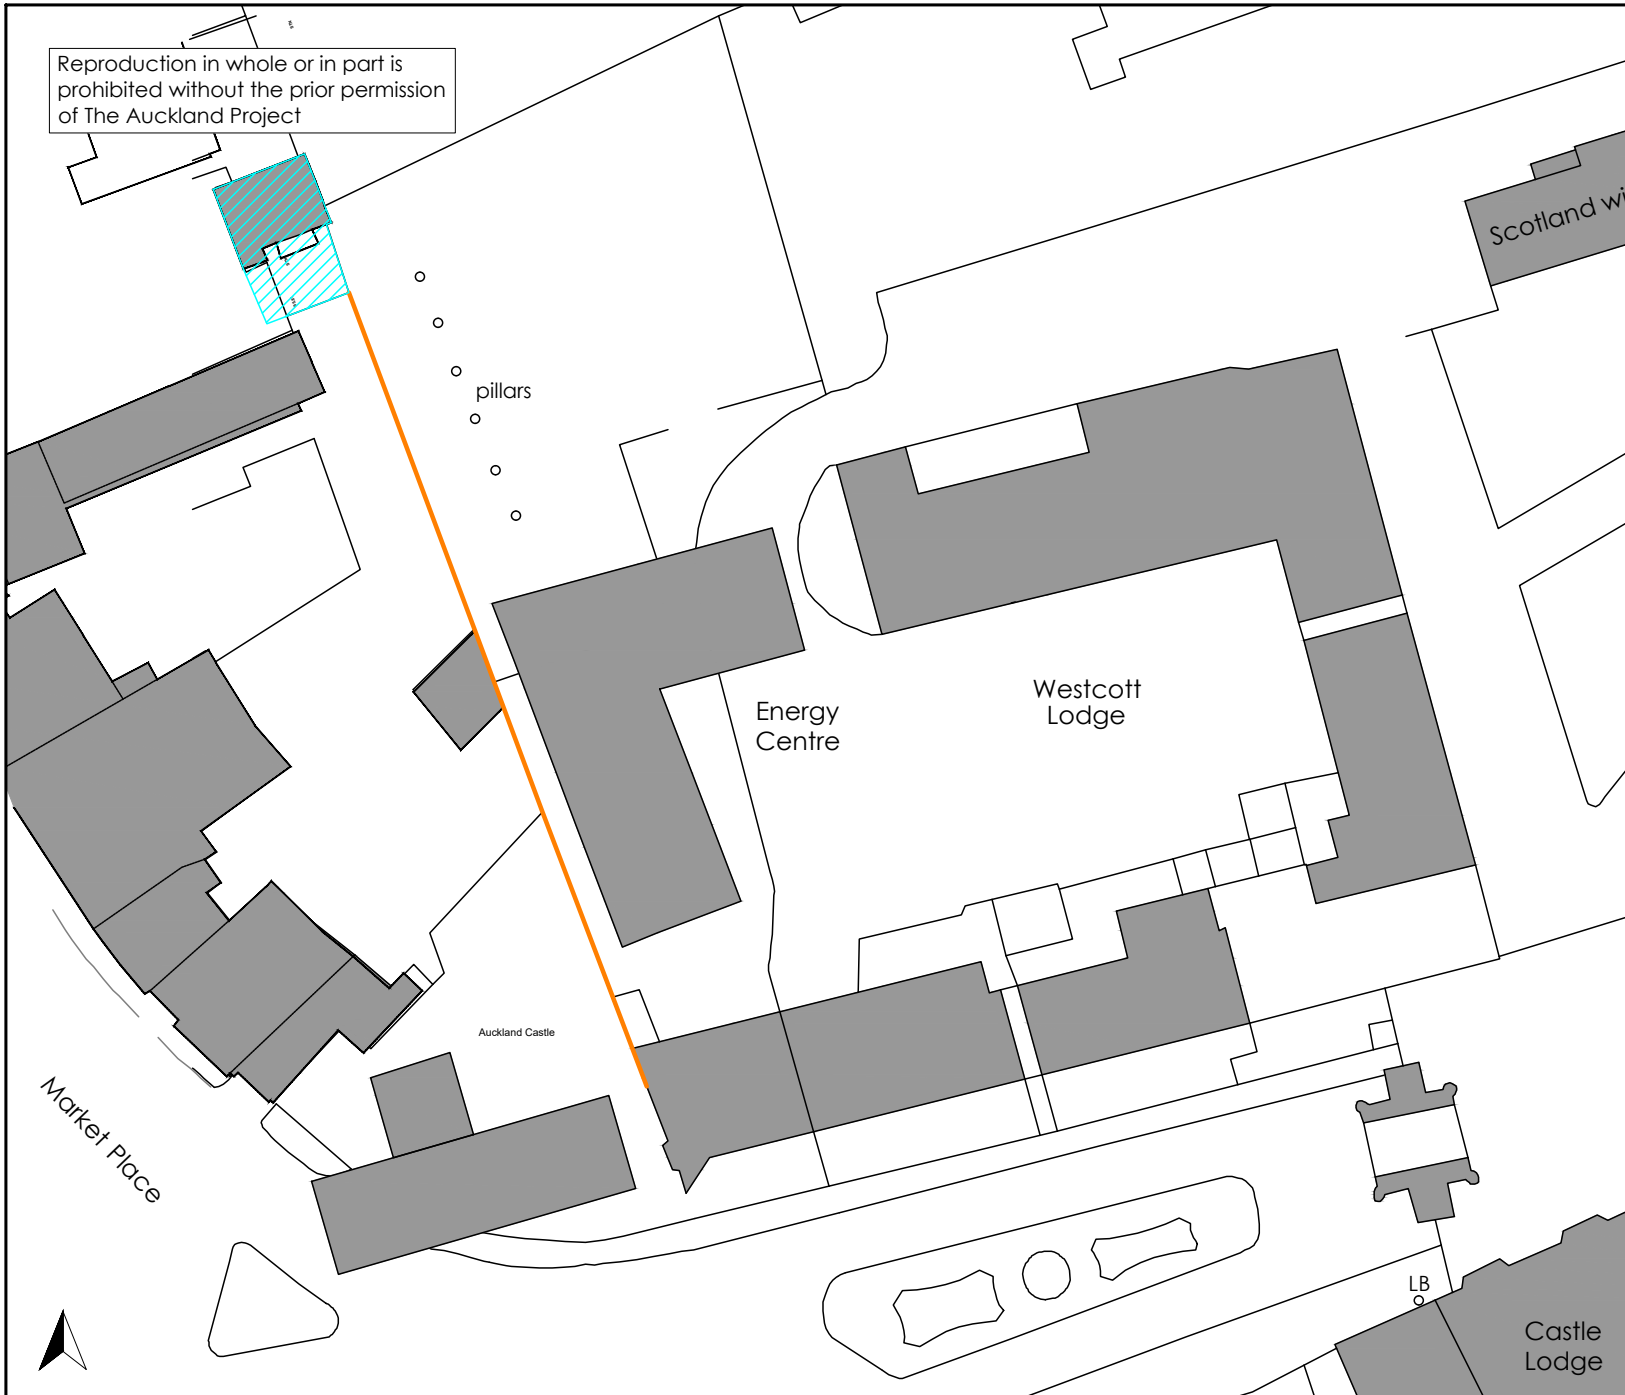 Reproduction in whole or in part is
prohibited without the prior permission
of The Auckland Project
Scotland wi
pillars
Westcott
Lodge
Energy
Centre
Auckland Castle
Market Place
LB
Castle
Lodge